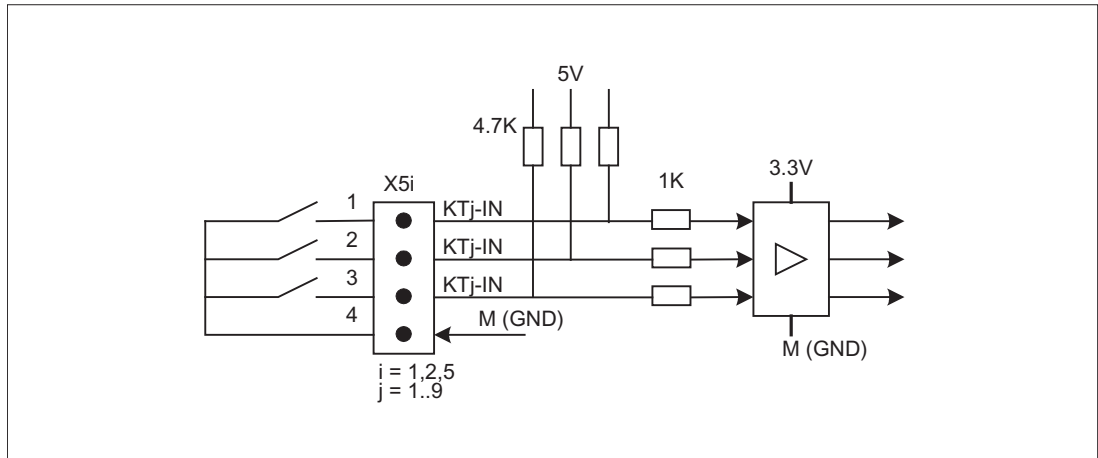 5V
4.7K
3.3V
X5i
1K
1
KTj-IN
2
KTj-IN
3
KTj-IN
4
M (GND)
M (GND)
i = 1,2,5
j = 1..9